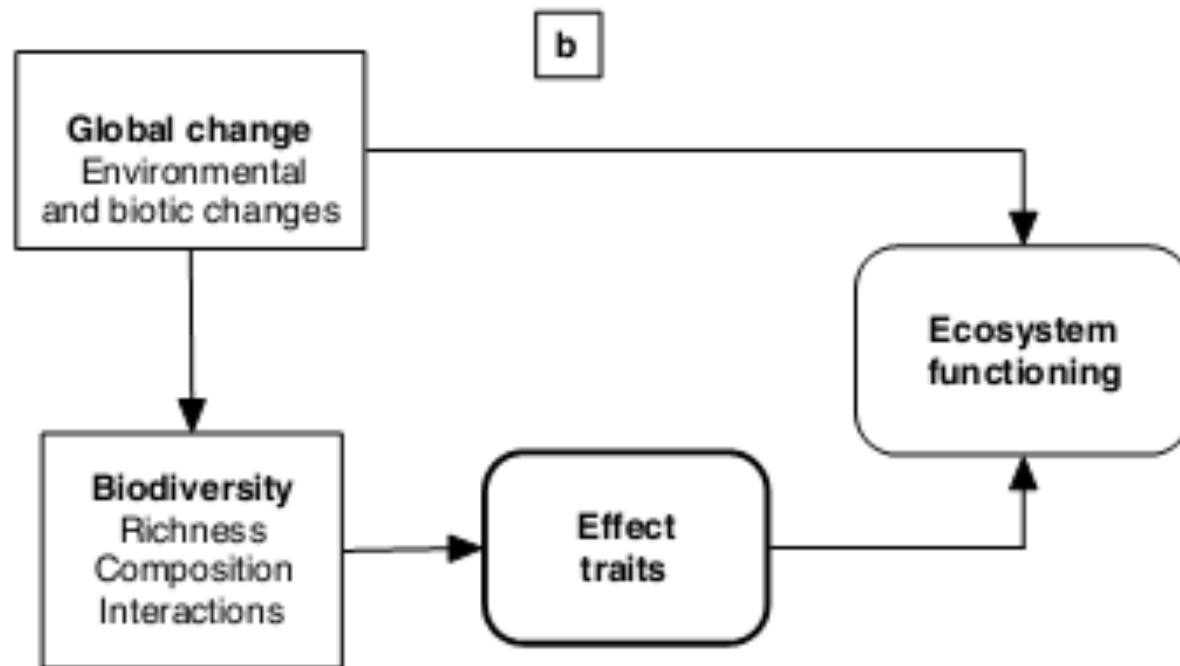 b
Global change
Environmental
and biotic changes
Ecosystem
functioning
Biodiversity
Richness
Composition
Interactions
Effect
traits